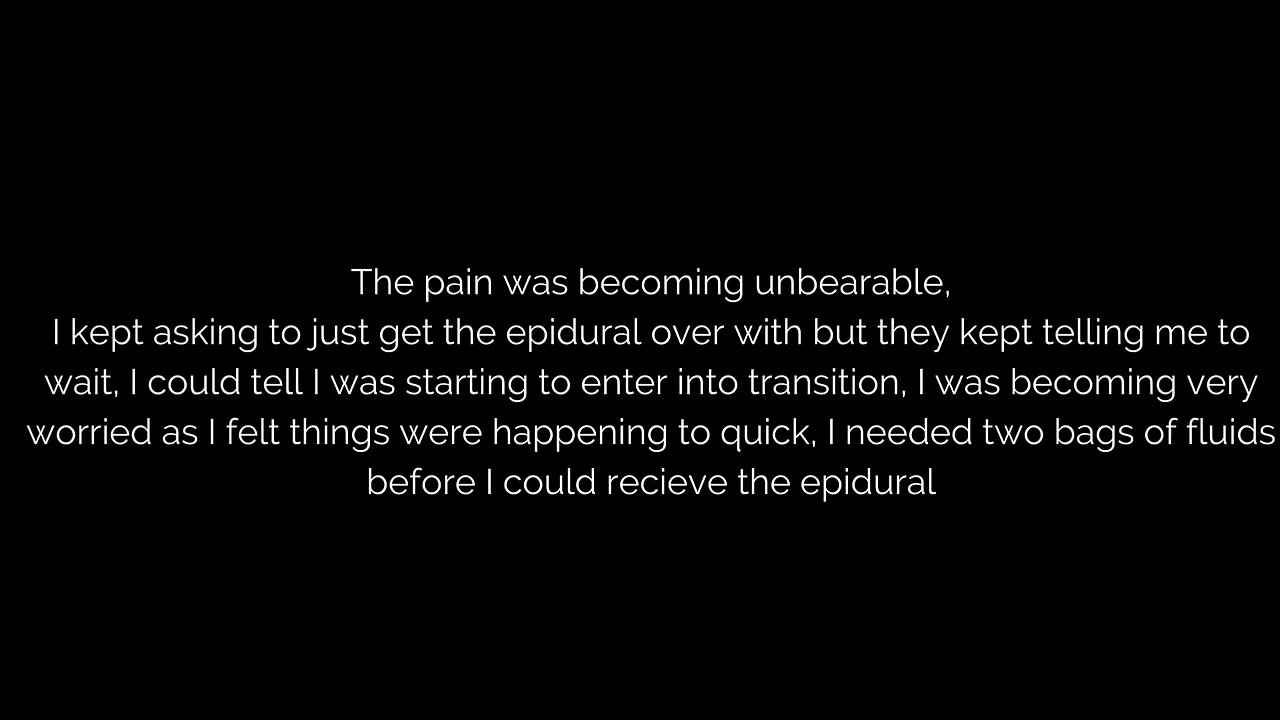 The pain was becoming unbearable,
I kept asking to just get the epidural over with but they kept telling me to
wait, I could tell I was starting to enter into transition, I was becoming very
worried as I felt things were happening to quick, I needed two bags of fluids
before I could recieve the epidural